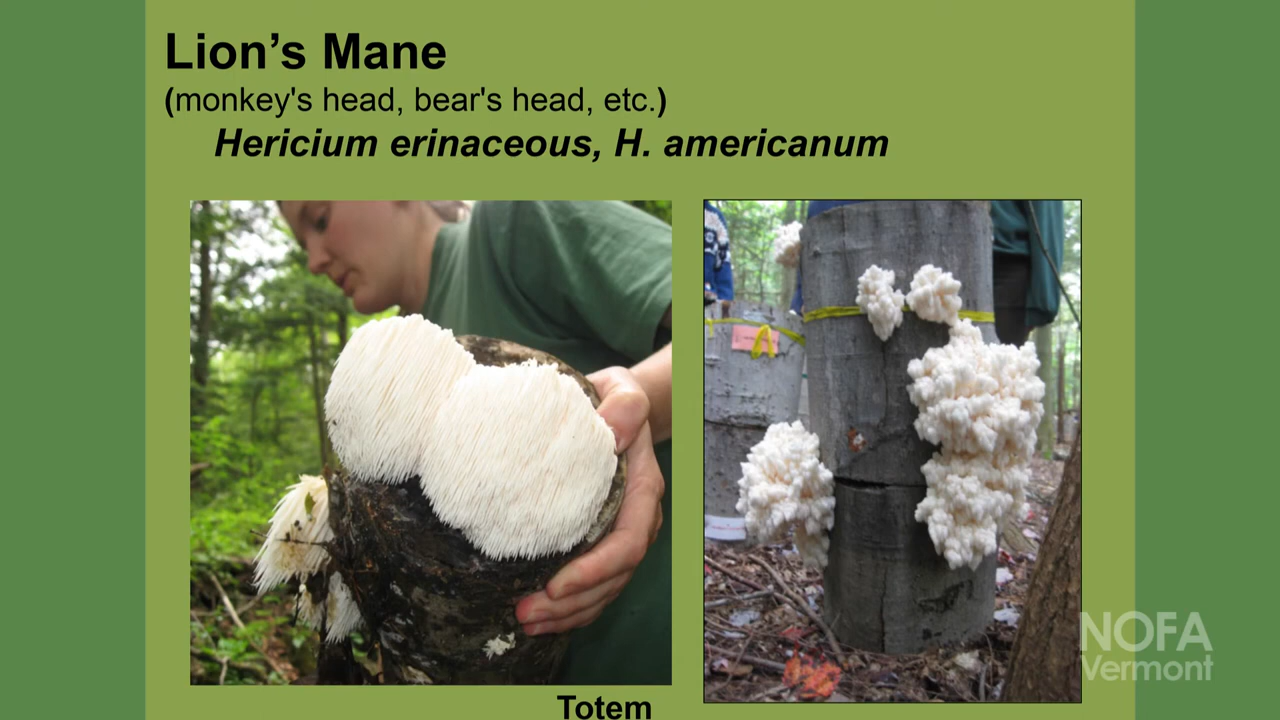 Lion’s Mane
(monkey's head, bear's head, etc.)
Hericium erinaceous, H. americanum
Totem
NOFA
Vermont